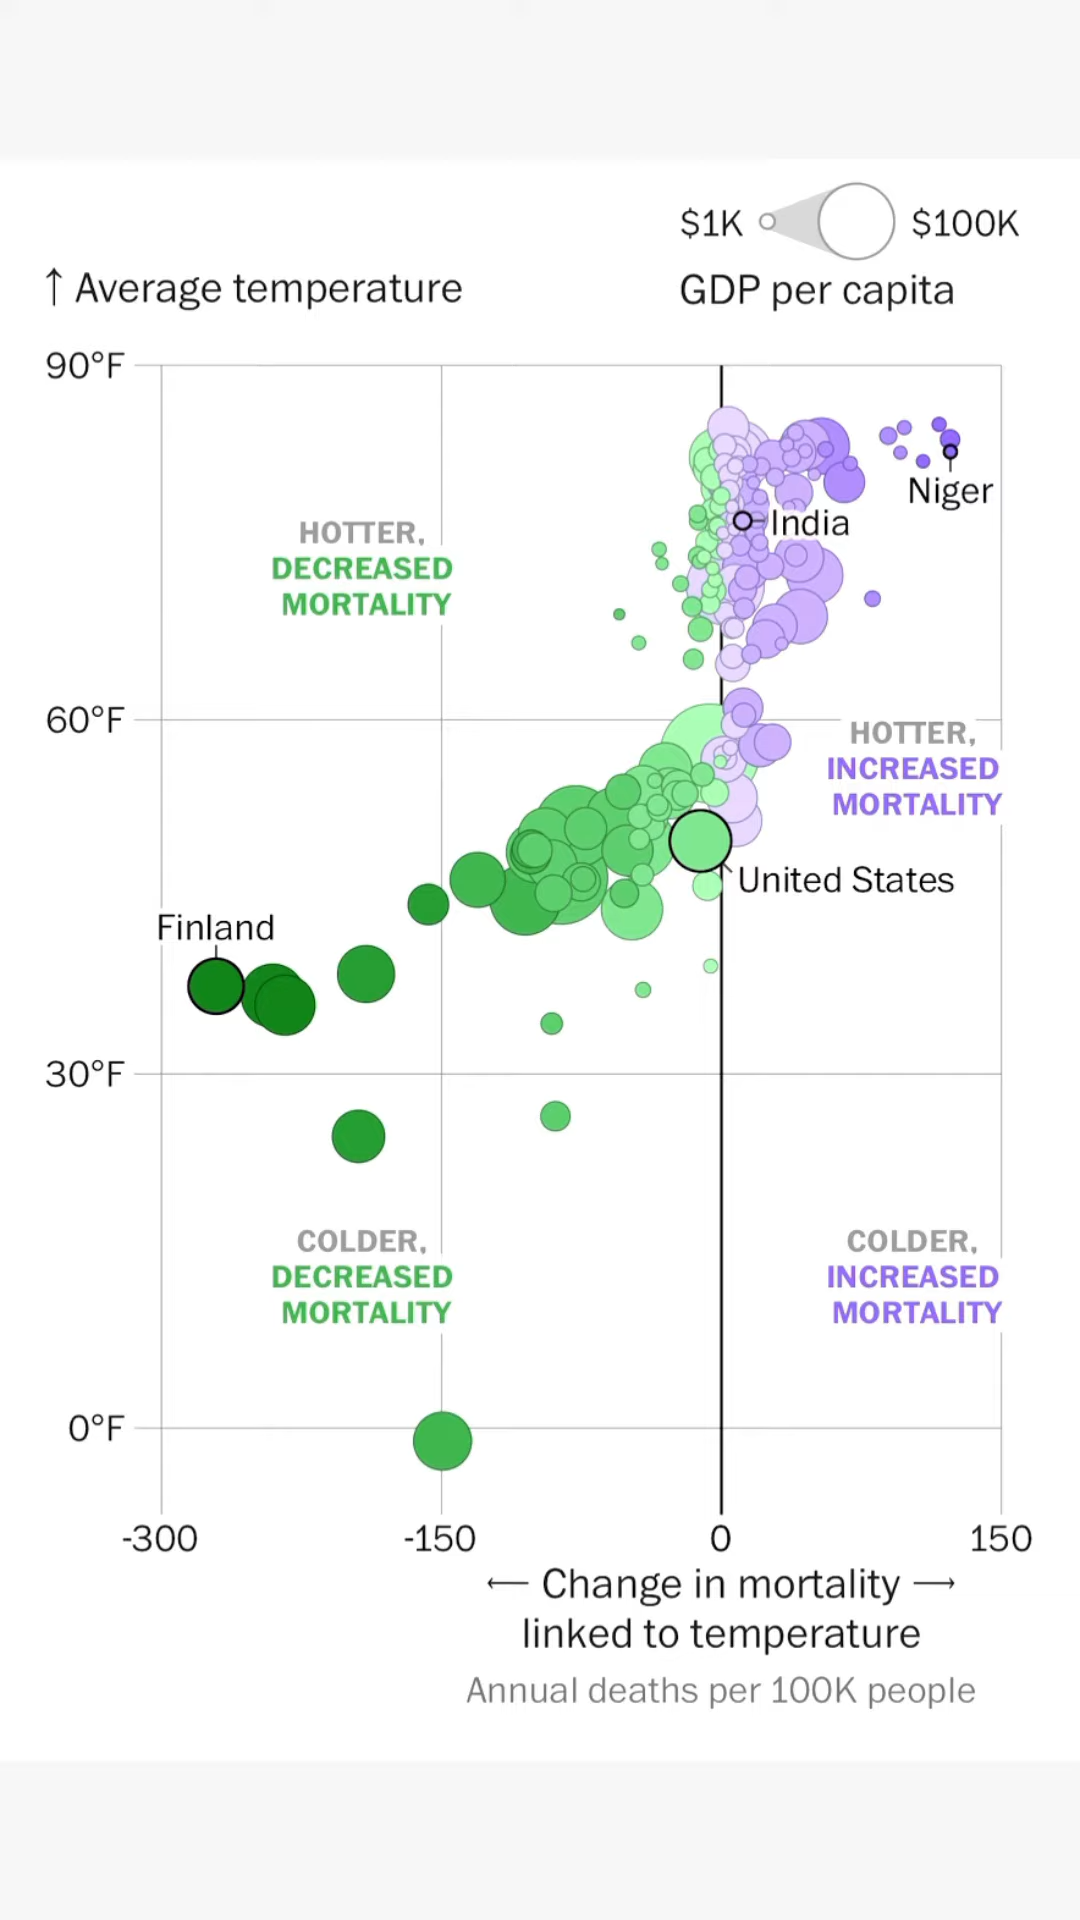 $1K $100K
↑ Average temperature GDP per capita
90°F
Niger
India
HOTTER,
DECREASED
MORTALITY
60°F
HOTTER,
INCREASED
MORTALITY
United States
Finland
30°F
COLDER,
DECREASED
MORTALITY
COLDER,
INCREASED
MORTALITY
0°F
-300 -150 0 150
← Change in mortality →
linked to temperature
Annual deaths per 100K people